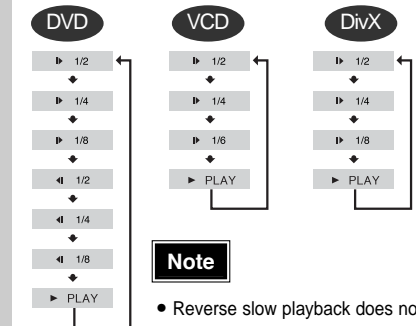 DVD
1/2
1/4
1/8
1/2
1/4
1/8
PLAY
VCD
1/2
1/4
1/6
PLAY
DivX
1/2
1/4
1/8
PLAY
Note
• Reverse slow playback does no